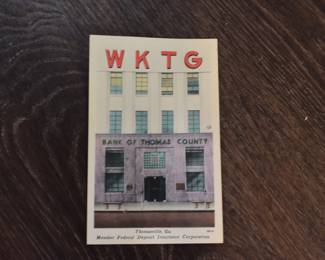 WKTG
BANK OF THOMAS COUNTY
Thomasville, Ga.
Member Federal Deposit Insurance Corporation